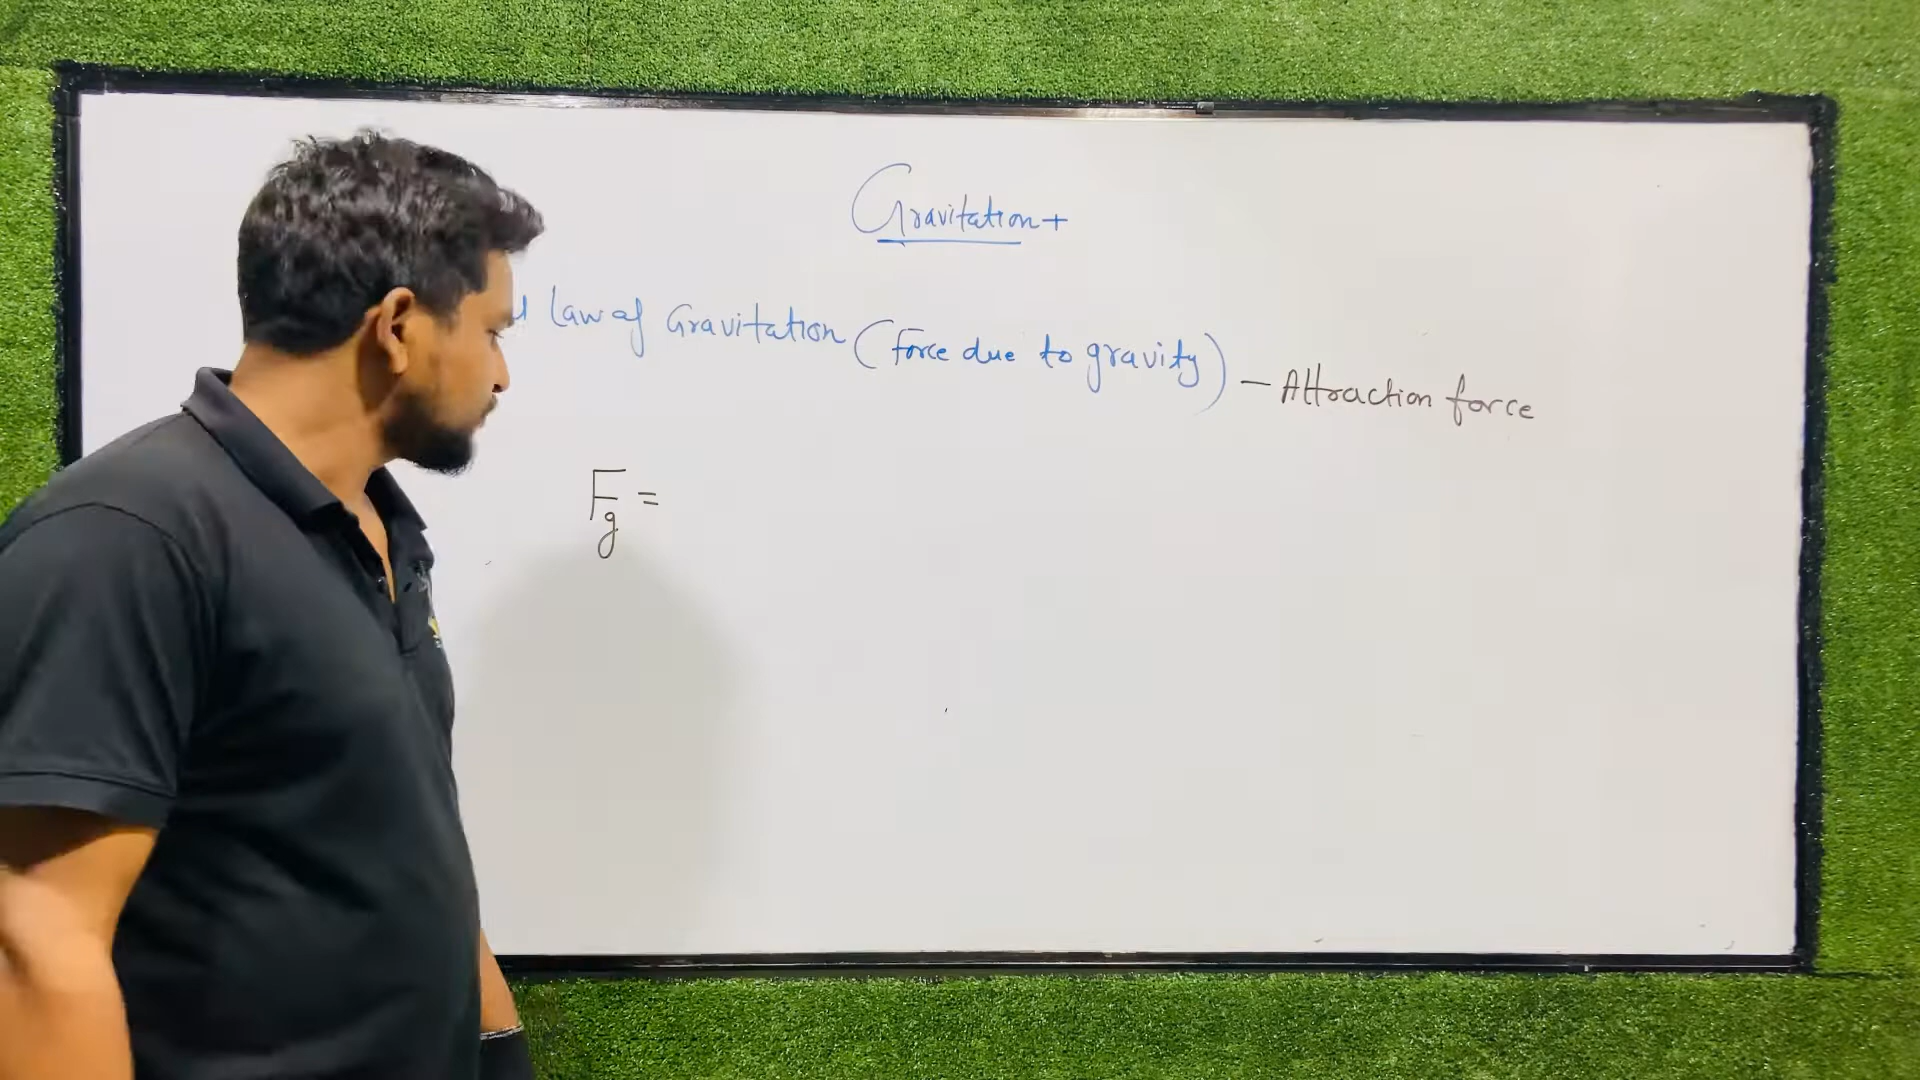 Gravitation +
Law of Gravitation (Force due to gravity) – Attraction force
Fg =